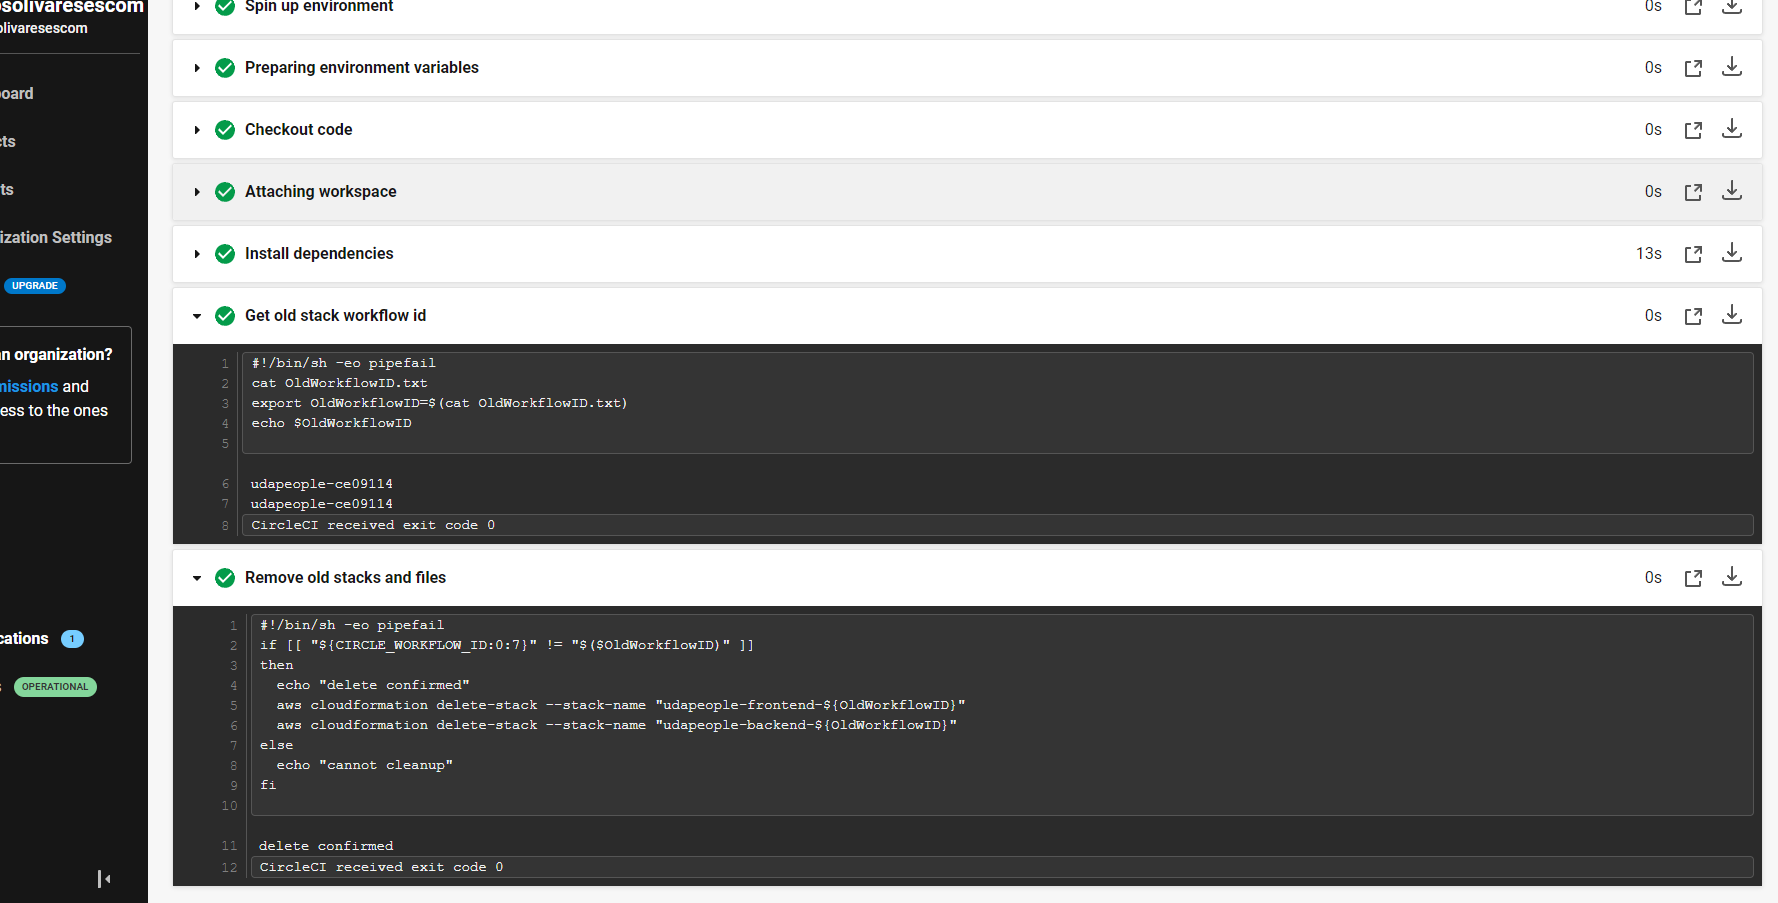 osolivaresescom
olivaresescom
oard
cts
ts
ization Settings
UPGRADE
n organization?
missions and
ess to the ones
cations 1
s OPERATIONAL
Spin up environment 0s
Preparing environment variables 0s
Checkout code 0s
Attaching workspace 0s
Install dependencies 13s
Get old stack workflow id 0s
1 #!/bin/sh -eo pipefail
2 cat OldWorkflowID.txt
3 export OldWorkflowID=$(cat OldWorkflowID.txt)
4 echo $OldWorkflowID
5
6 udapeople-ce09114
7 udapeople-ce09114
8 CircleCI received exit code 0
Remove old stacks and files 0s
1 #!/bin/sh -eo pipefail
2 if [[ "${CIRCLE_WORKFLOW_ID:0:7}" != "$($OldWorkflowID)" ]]
3 then
4 echo "delete confirmed"
5 aws cloudformation delete-stack --stack-name "udapeople-frontend-${OldWorkflowID}"
6 aws cloudformation delete-stack --stack-name "udapeople-backend-${OldWorkflowID}"
7 else
8 echo "cannot cleanup"
9 fi
10
11 delete confirmed
12 CircleCI received exit code 0